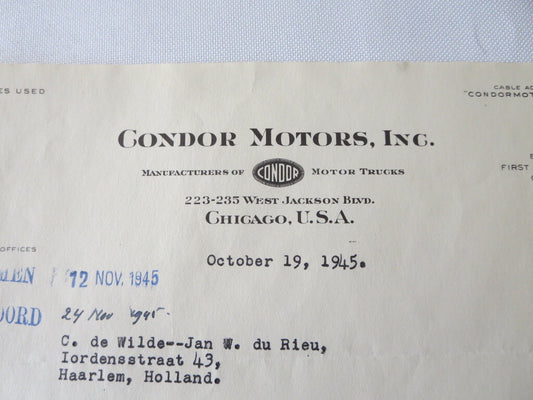 ES USED
CABLE AD
"CONDORMOT
CONDOR MOTORS, INC.
MANUFACTURERS OF CONDOR MOTOR TRUCKS
FIRST
223-235 WEST JACKSON BLVD.
CHICAGO, U.S.A.
OFFICES
October 19, 1945.
MEN 12 NOV. 1945
OORD 24 Nov 1945.
C. de Wilde--Jan W. du Rieu,
Iordensstraat 43,
Haarlem, Holland.